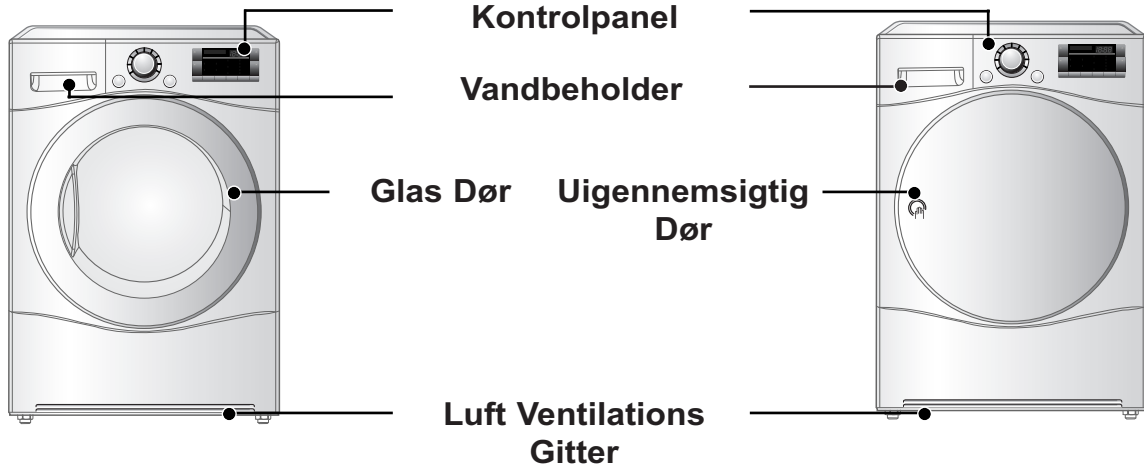 Kontrolpanel
Vandbeholder
Glas Dør
Uigennemsigtig
Dør
Luft Ventilations
Gitter